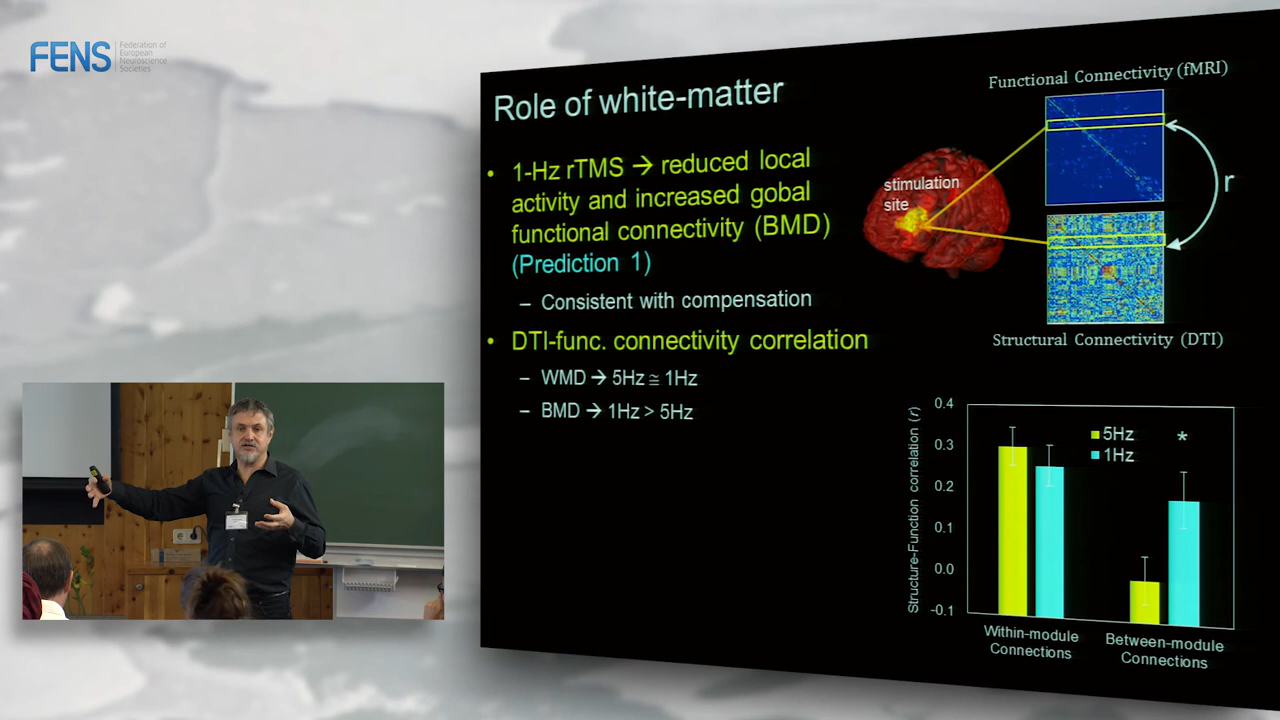 FENS
Federation of
European
Neuroscience
Societies
Role of white-matter
• 1-Hz rTMS → reduced local
activity and increased gobal
functional connectivity (BMD)
(Prediction 1)
– Consistent with compensation
• DTI-func. connectivity correlation
– WMD → 5Hz ≅ 1Hz
– BMD → 1Hz > 5Hz
Functional Connectivity (fMRI)
stimulation
site
r
Structural Connectivity (DTI)
Structure-Function correlation (r)
0.4
0.3
0.2
0.1
0.0
-0.1
5Hz
1Hz
*
Within-module
Connections
Between-module
Connections